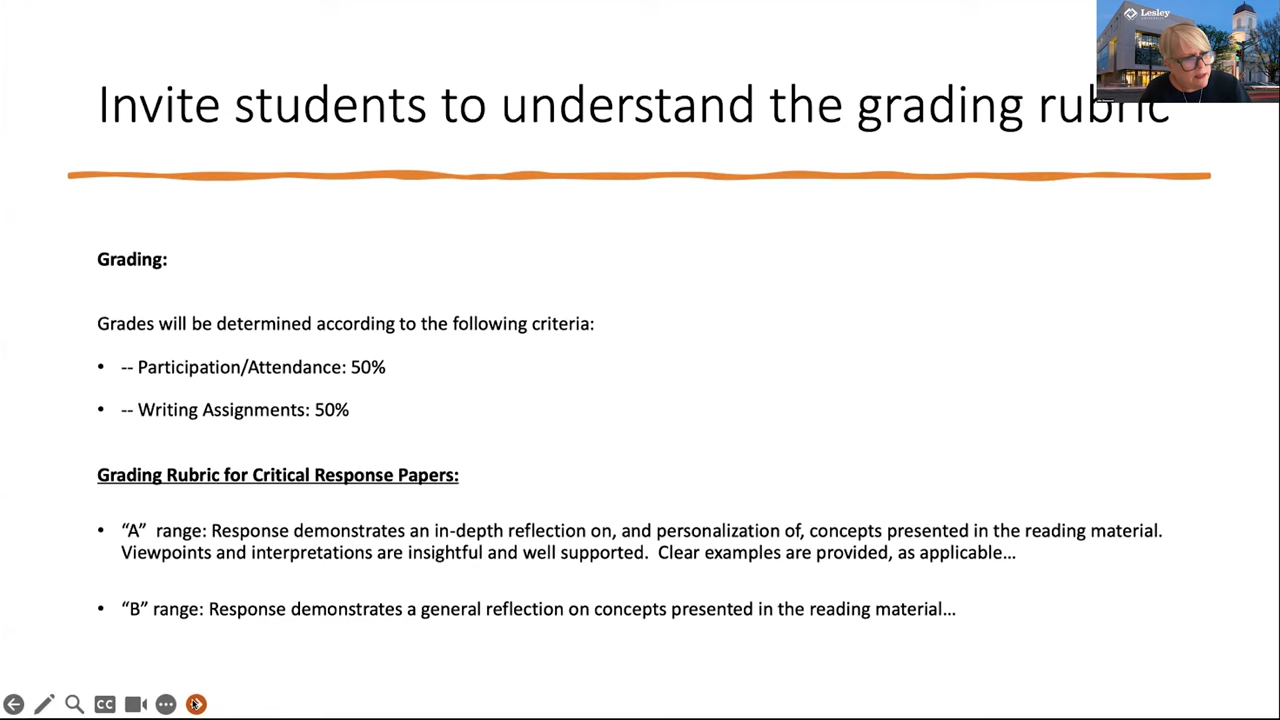 Lesley
Invite students to understand the grading rubric
Grading:
Grades will be determined according to the following criteria:
• -- Participation/Attendance: 50%
• -- Writing Assignments: 50%
Grading Rubric for Critical Response Papers:
• “A”  range: Response demonstrates an in-depth reflection on, and personalization of, concepts presented in the reading material.
Viewpoints and interpretations are insightful and well supported.  Clear examples are provided, as applicable...
• “B” range: Response demonstrates a general reflection on concepts presented in the reading material...
CC